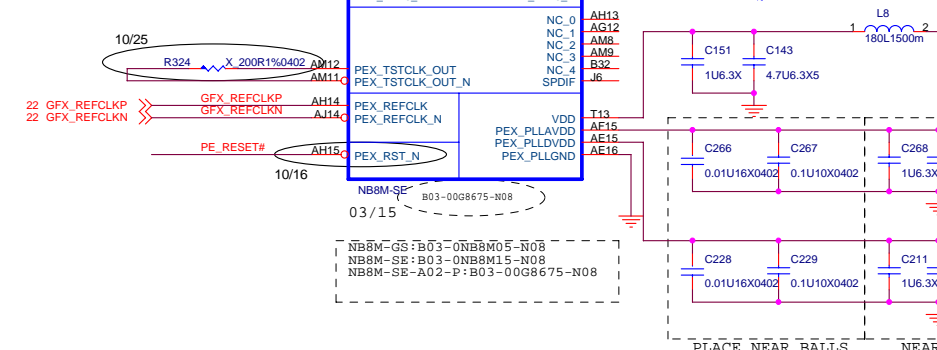 NC_0 AH13
NC_1 AG12
NC_2 AM8
NC_3 AM9
NC_4 B32
SPDIF J6
10/25
R324 X_200R1%0402 AM12 PEX_TSTCLK_OUT
AM11 PEX_TSTCLK_OUT_N
22 GFX_REFCLKP GFX_REFCLKP AH14 PEX_REFCLK
22 GFX_REFCLKN GFX_REFCLKN AJ14 PEX_REFCLK_N
VDD T13
PEX_PLLAVDD AF15
PEX_PLLDVDD AE15
PEX_PLLGND AE16
PE_RESET# AH15 PEX_RST_N
10/16
NB8M-SE B03-00G8675-N08
03/15
NB8M-GS:B03-0NB8M05-N08
NB8M-SE:B03-0NB8M15-N08
NB8M-SE-A02-P:B03-00G8675-N08
L8
1 2
180L1500m
C151 C143
1U6.3X 4.7U6.3X5
C266 C267 C268
0.01U16X0402 0.1U10X0402 1U6.3X
C228 C229 C211
0.01U16X0402 0.1U10X0402 1U6.3X
PLACE NEAR BALLS NEAR